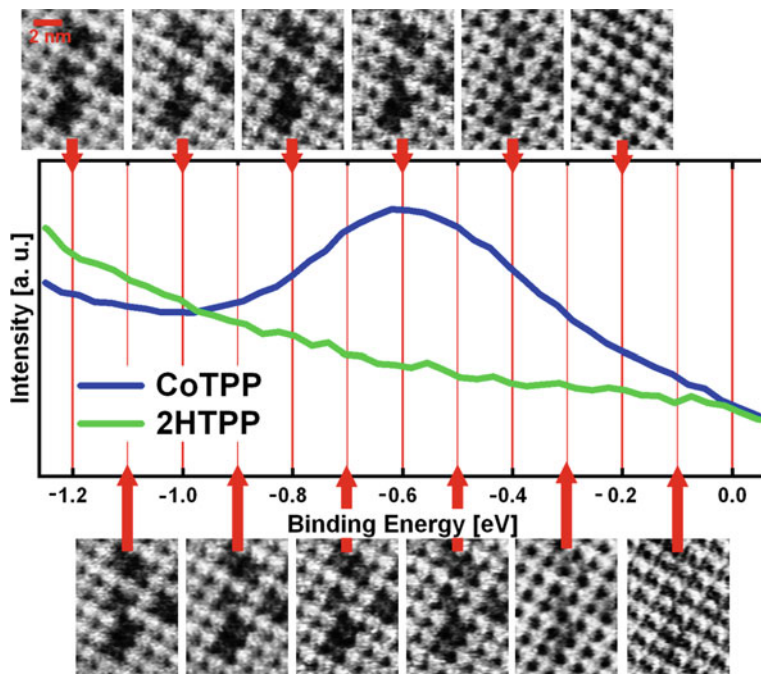 2 nm
Intensity [a. u.]
CoTPP
2HTPP
-1.2 -1.0 -0.8 -0.6 -0.4 -0.2 0.0
Binding Energy [eV]